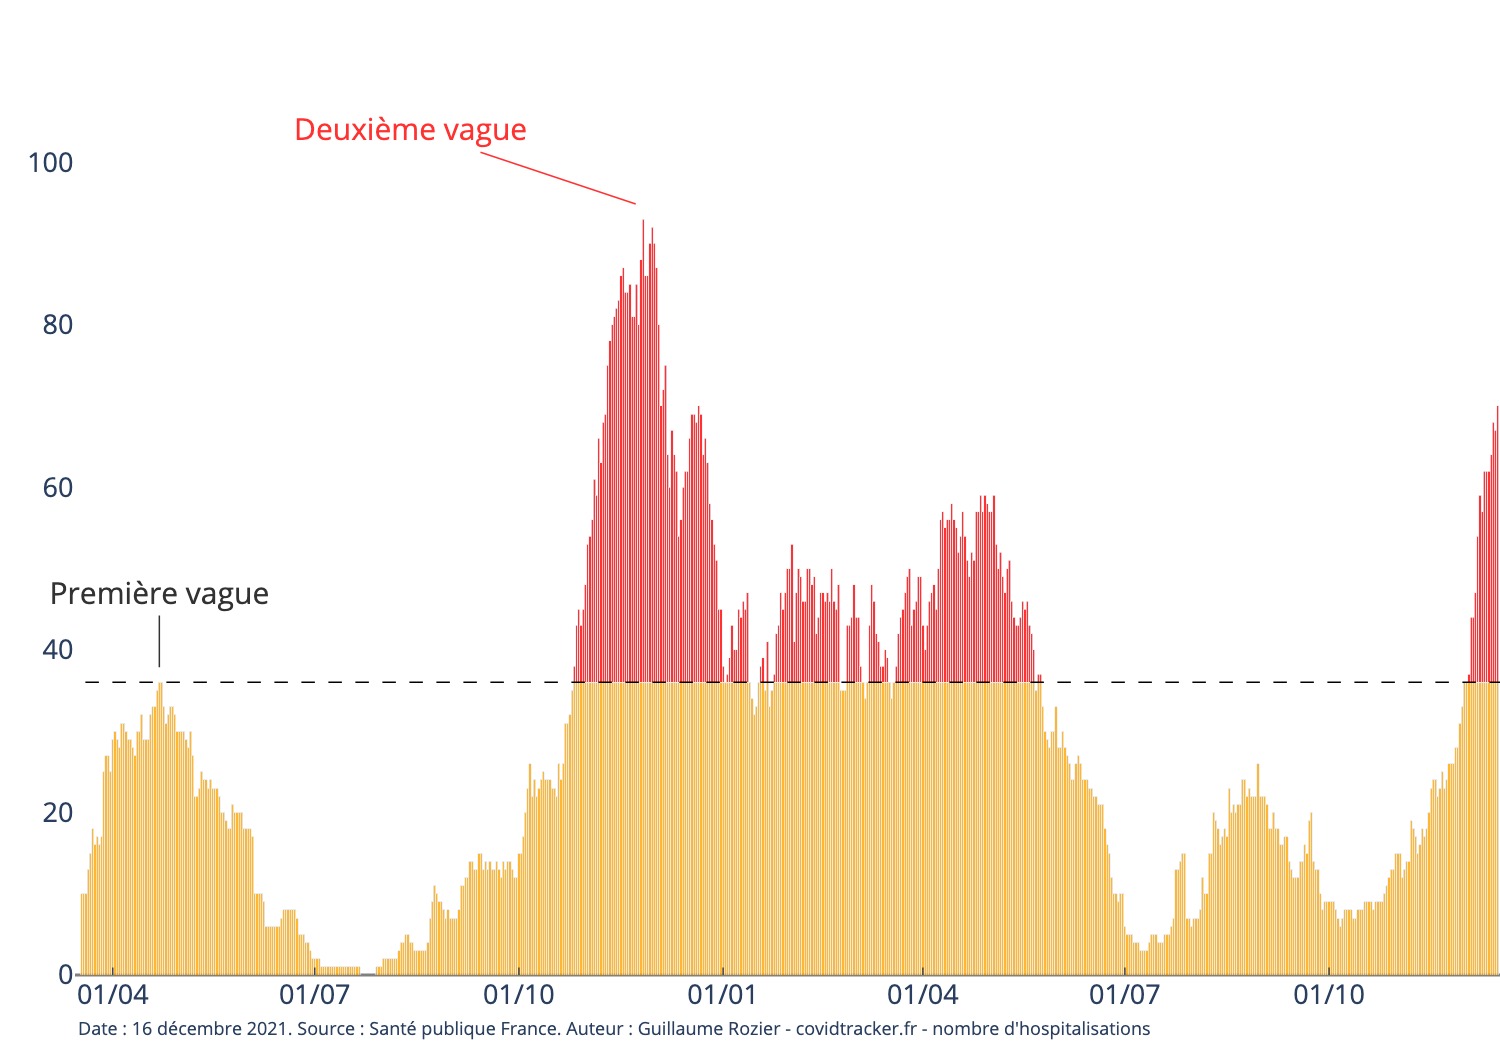 Deuxième vague
100
80
60
Première vague
40
20
0
01/04 01/07 01/10 01/01 01/04 01/07 01/10
Date : 16 décembre 2021. Source : Santé publique France. Auteur : Guillaume Rozier - covidtracker.fr - nombre d'hospitalisations